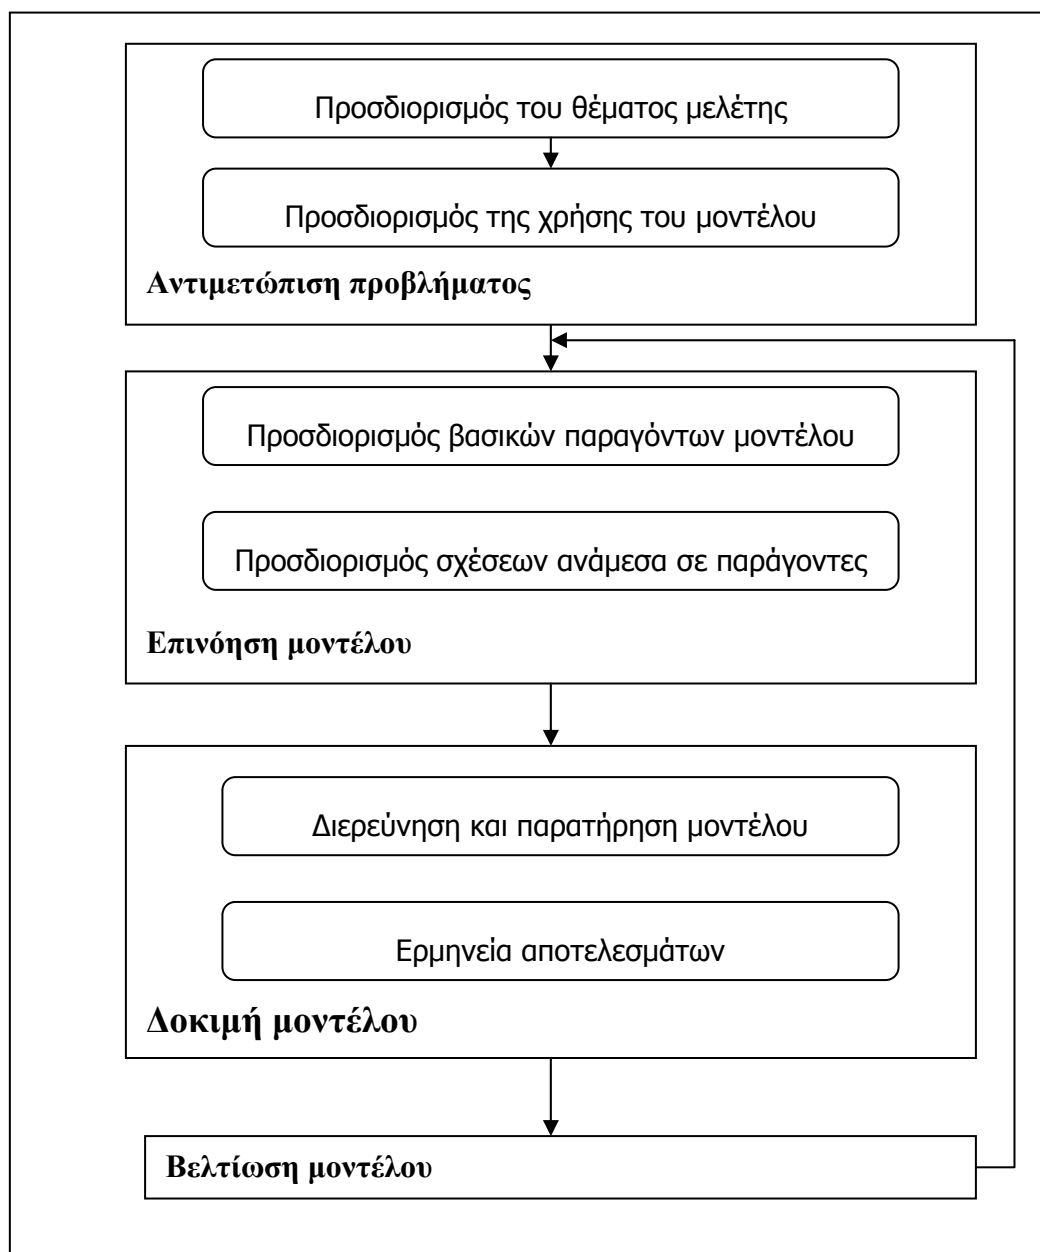 Προσδιορισμός του θέματος μελέτης
Προσδιορισμός της χρήσης του μοντέλου
Αντιμετώπιση προβλήματος
Προσδιορισμός βασικών παραγόντων μοντέλου
Προσδιορισμός σχέσεων ανάμεσα σε παράγοντες
Επινόηση μοντέλου
Διερεύνηση και παρατήρηση μοντέλου
Ερμηνεία αποτελεσμάτων
Δοκιμή μοντέλου
Βελτίωση μοντέλου